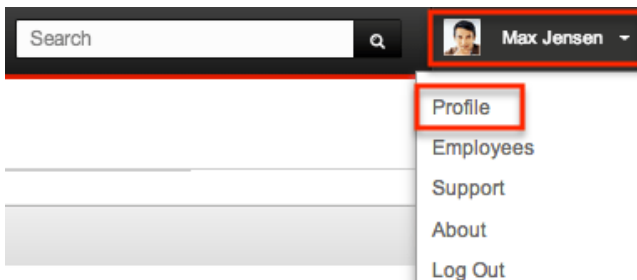 Search
Max Jensen
Profile
Employees
Support
About
Log Out